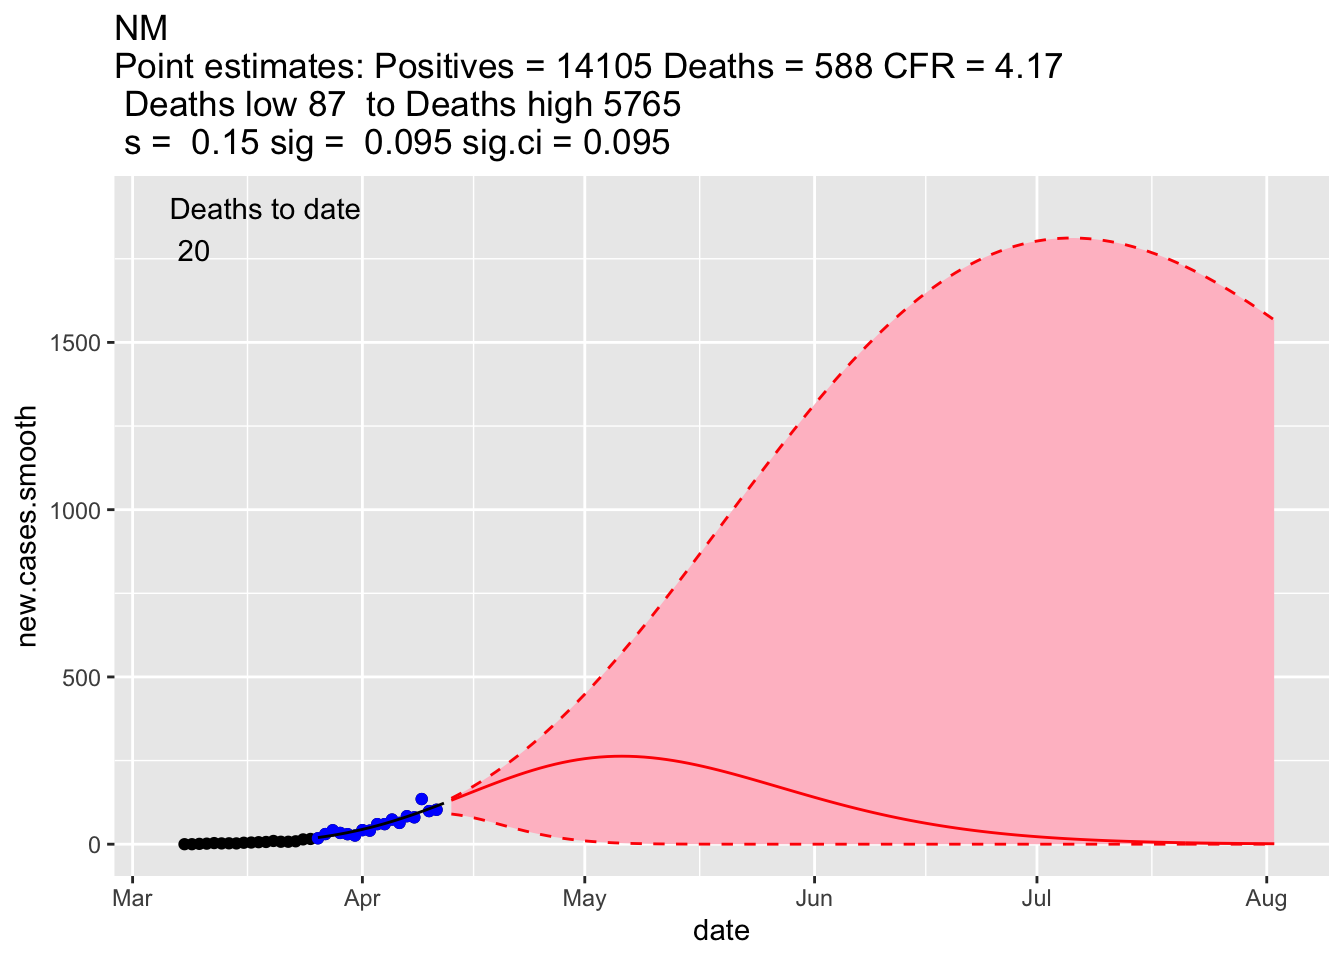 NM
Point estimates: Positives = 14105 Deaths = 588 CFR = 4.17
Deaths low 87  to Deaths high 5765
s =  0.15 sig =  0.095 sig.ci = 0.095
Deaths to date
20
1500
1000
500
0
new.cases.smooth
Mar Apr May Jun Jul Aug
date